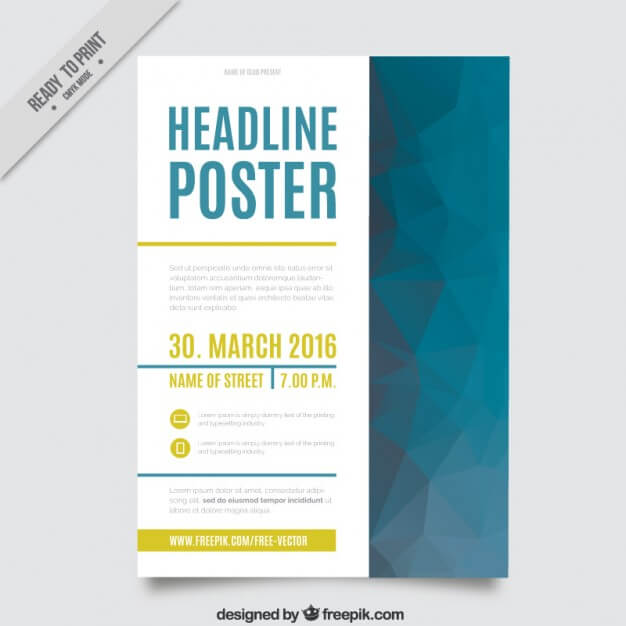 READY TO PRINT
CMYK MODE
NAME OF CLUB PRESENT
HEADLINE
POSTER
Sed ut perspiciatis unde omnis iste natus error sit
voluptatem accusantium doloremque laudantium,
totam rem aperiam, eaque ipsa quae ab illo inventore
veritatis et quasi architecto beatae vitae dicta sunt
explicabo.
30. MARCH 2016
NAME OF STREET 7.00 P.M.
Lorem ipsum is simply dummy text of the printing
and typesetting industry.
Lorem ipsum is simply dummy text of the printing
and typesetting industry.
Lorem ipsum dolor sit amet, consectetur adipiscing elit,
sed do eiusmod tempor incididunt ut labore et dolore
magna aliqua.
WWW.FREEPIK.COM/FREE-VECTOR
designed by freepik.com